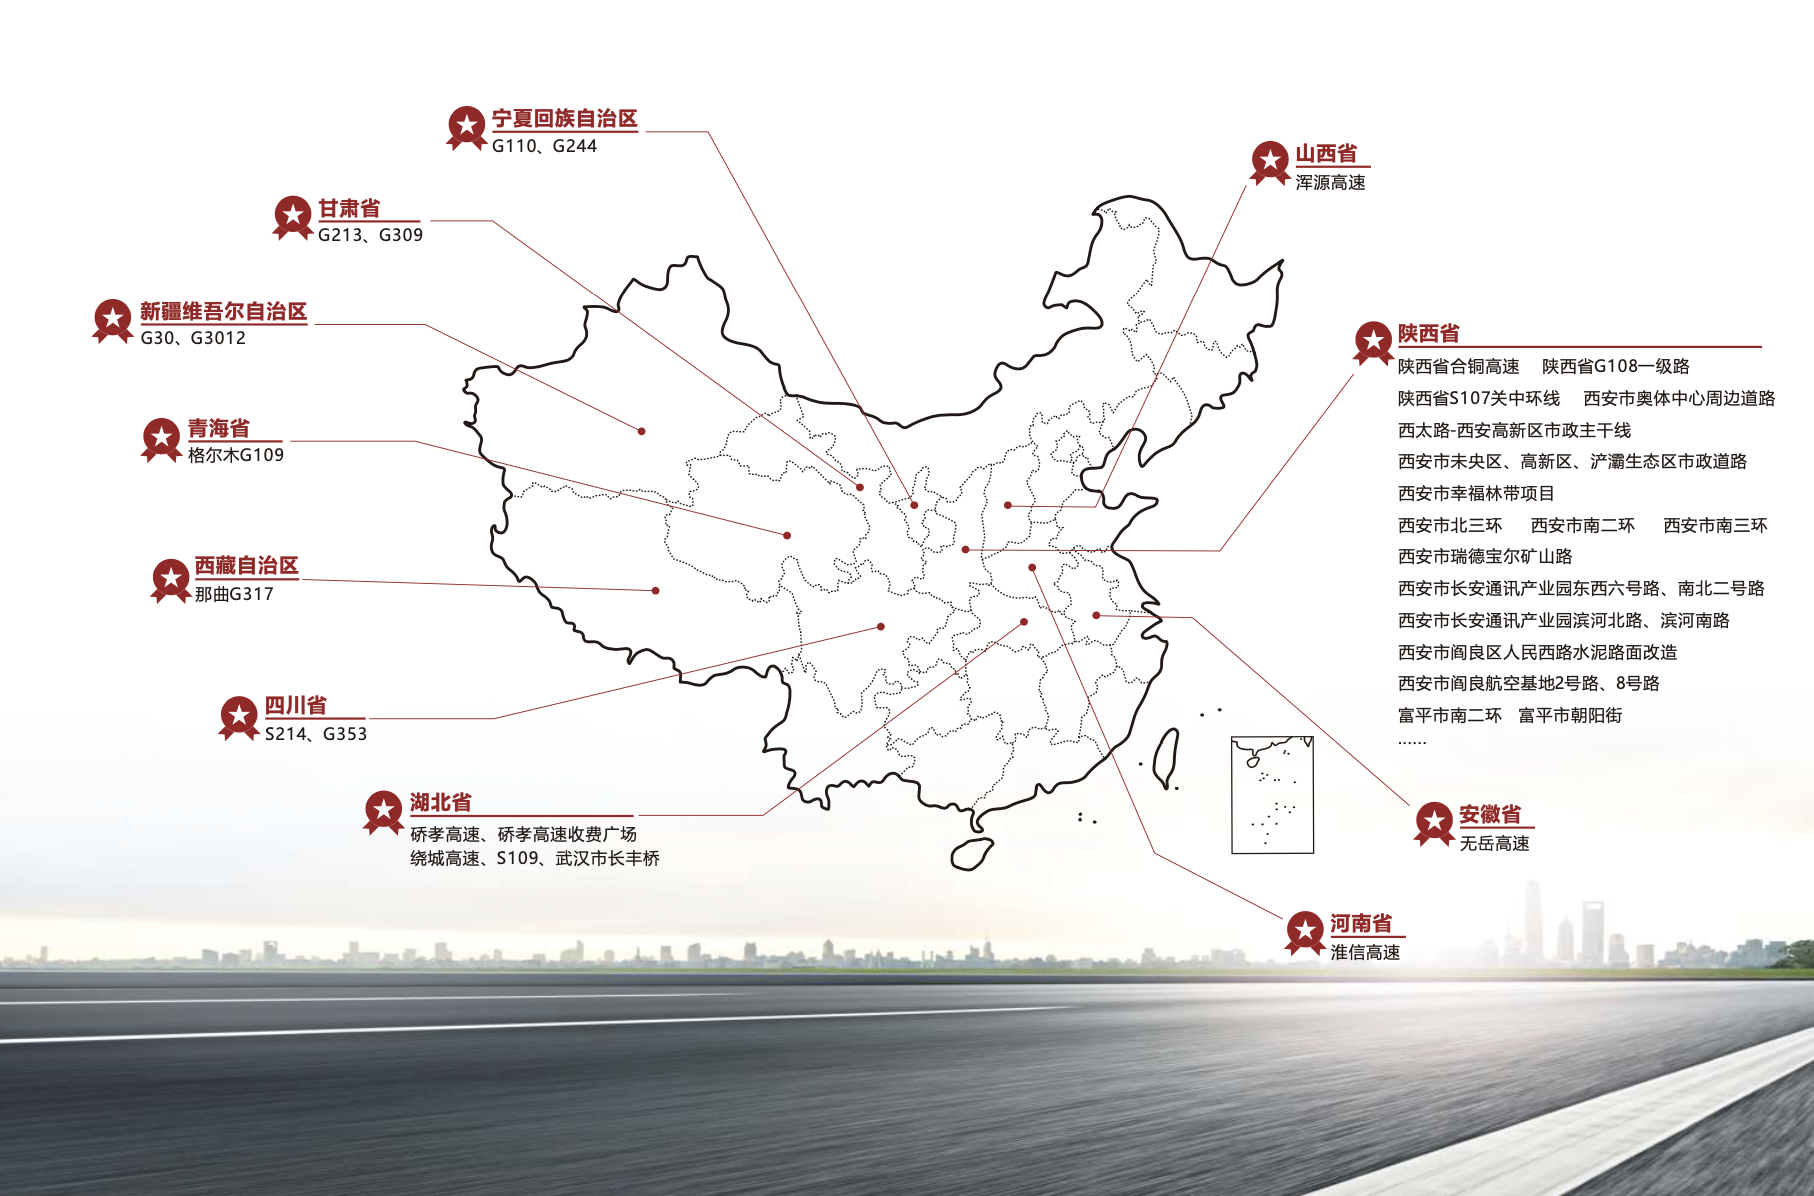 宁夏回族自治区
G110、G244
甘肃省
G213、G309
新疆维吾尔自治区
G30、G3012
青海省
格尔木G109
西藏自治区
那曲G317
四川省
S214、G353
湖北省
硚孝高速、硚孝高速收费广场
绕城高速、S109、武汉市长丰桥
山西省
浑源高速
陕西省
陕西省合铜高速 陕西省G108一级路
陕西省S107关中环线 西安市奥体中心周边道路
西太路-西安高新区市政主干线
西安市未央区、高新区、浐灞生态区市政道路
西安市幸福林带项目
西安市北三环 西安市南二环 西安市南三环
西安市瑞德宝尔矿山路
西安市长安通讯产业园东西六号路、南北二号路
西安市长安通讯产业园滨河北路、滨河南路
西安市阎良区人民西路水泥路面改造
西安市阎良航空基地2号路、8号路
富平市南二环 富平市朝阳街
······
安徽省
无岳高速
河南省
淮信高速